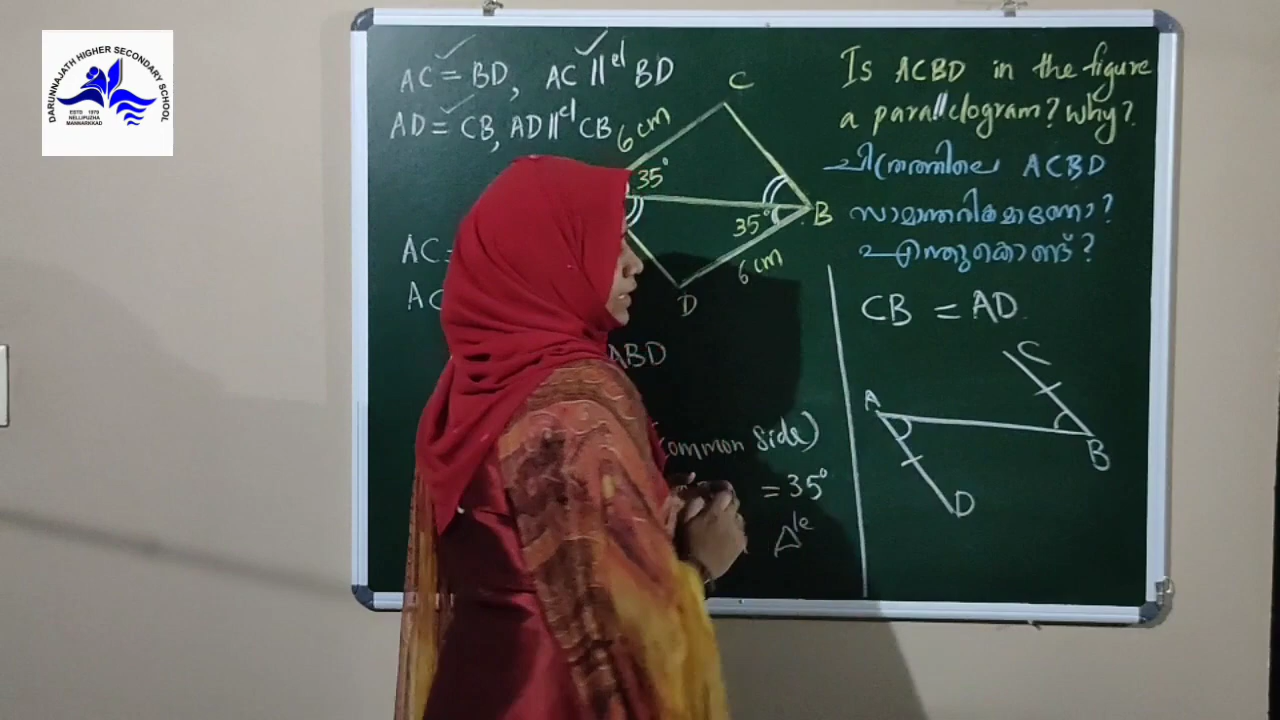 DARUNNAJATH HIGHER SECONDARY SCHOOL
ESTD 1976
NELLIPUZHA
MANNARKKAD
AC = BD, AC ||el BD
AD = CB, AD ||el CB
6 cm
C
35°
35°
B
6 cm
D
AC =
AC
ABD
common side)
= 35°
Δle
Is ACBD in the figure
a parallelogram? Why?
ചിത്രത്തിലെ ACBD
സാമാന്തരികമാണോ?
എന്തുകൊണ്ട്?
CB = AD
C
A
B
D